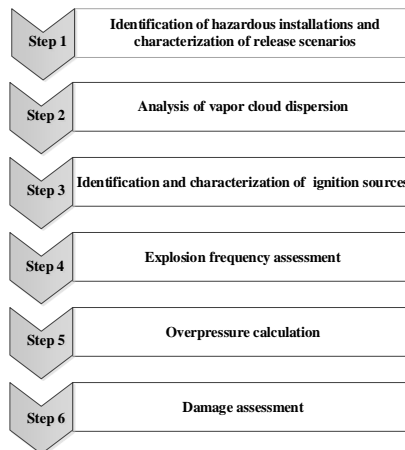 Step 1
Identification of hazardous installations and
characterization of release scenarios
Step 2
Analysis of vapor cloud dispersion
Step 3
Identification and characterization of ignition sources
Step 4
Explosion frequency assessment
Step 5
Overpressure calculation
Step 6
Damage assessment